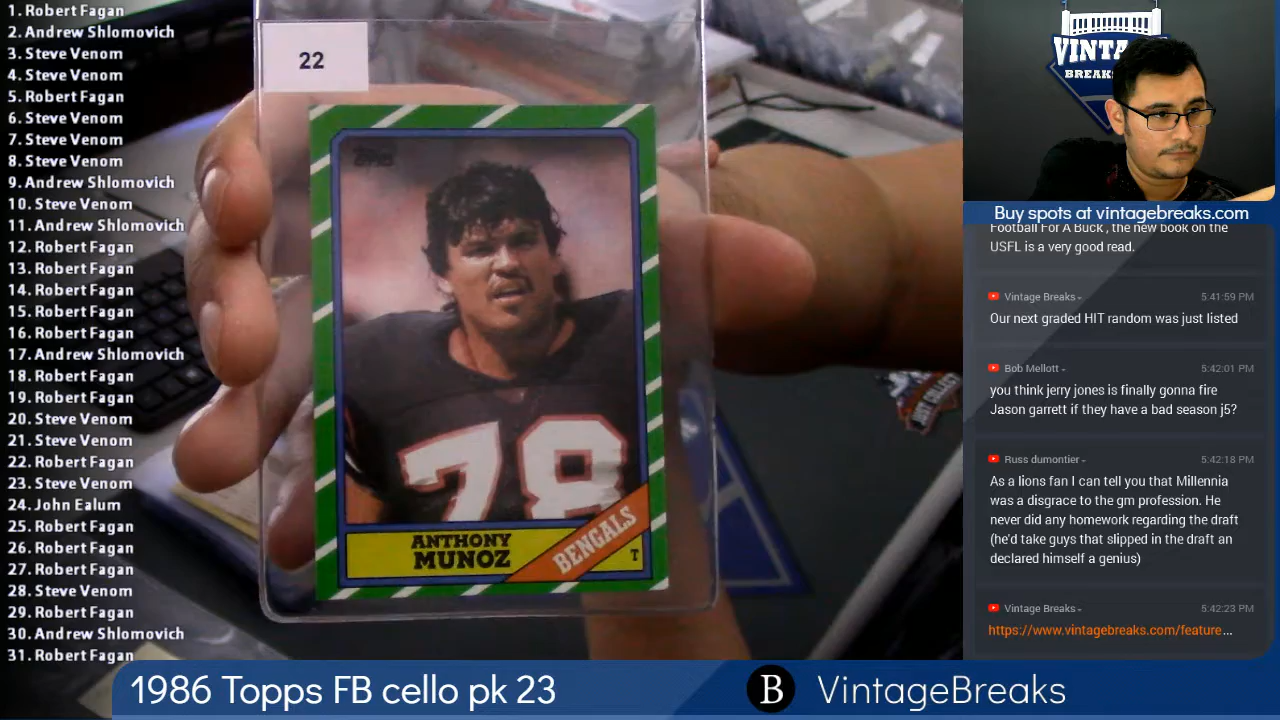 1. Robert Fagan
2. Andrew Shlomovich
3. Steve Venom
4. Steve Venom
5. Robert Fagan
6. Steve Venom
7. Steve Venom
8. Steve Venom
9. Andrew Shlomovich
10. Steve Venom
11. Andrew Shlomovich
12. Robert Fagan
13. Robert Fagan
14. Robert Fagan
15. Robert Fagan
16. Robert Fagan
17. Andrew Shlomovich
18. Robert Fagan
19. Robert Fagan
20. Steve Venom
21. Steve Venom
22. Robert Fagan
23. Steve Venom
24. John Ealum
25. Robert Fagan
26. Robert Fagan
27. Robert Fagan
28. Steve Venom
29. Robert Fagan
30. Andrew Shlomovich
31. Robert Fagan
22
Topps
78
ANTHONY
MUNOZ
BENGALS
T
BREAKS
Buy spots at vintagebreaks.com
Football For A Buck , the new book on the
USFL is a very good read.
Vintage Breaks
5:41:59 PM
Our next graded HIT random was just listed
Bob Mellott
5:42:01 PM
you think jerry jones is finally gonna fire
Jason garrett if they have a bad season j5?
Russ dumontier
5:42:18 PM
As a lions fan I can tell you that Millennia
was a disgrace to the gm profession. He
never did any homework regarding the draft
(he'd take guys that slipped in the draft an
declared himself a genius)
Vintage Breaks
5:42:23 PM
https://www.vintagebreaks.com/feature...
1986 Topps FB cello pk 23
B VintageBreaks